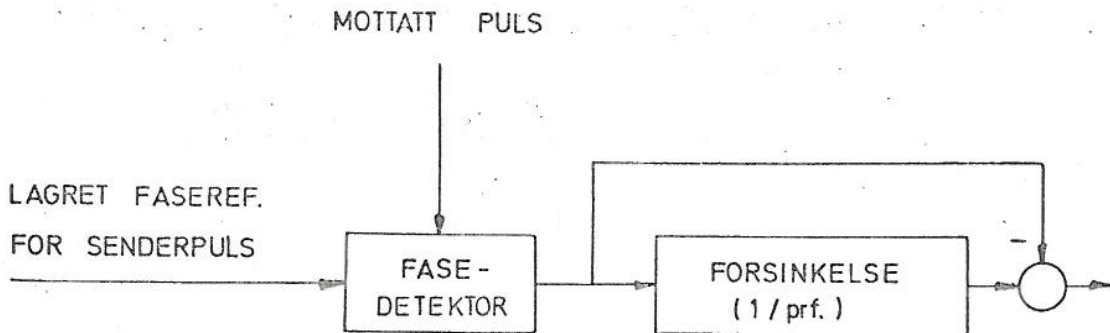 MOTTATT PULS
LAGRET FASEREF.
FOR SENDERPULS
FASE-
DETEKTOR
FORSINKELSE
(1/prf.)
-